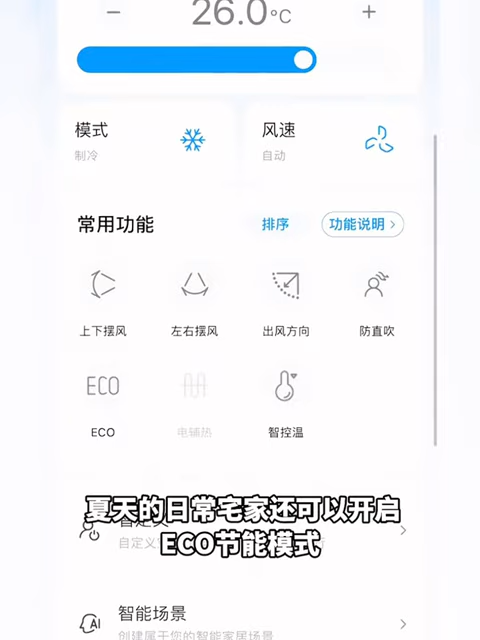 26.0°C
模式
制冷
风速
自动
常用功能
排序
功能说明
上下摆风
左右摆风
出风方向
防直吹
ECO
ECO
电辅热
智控温
夏天的日常宅家还可以开启
ECO节能模式
自定义
智能场景
创建属于您的智能家居场景